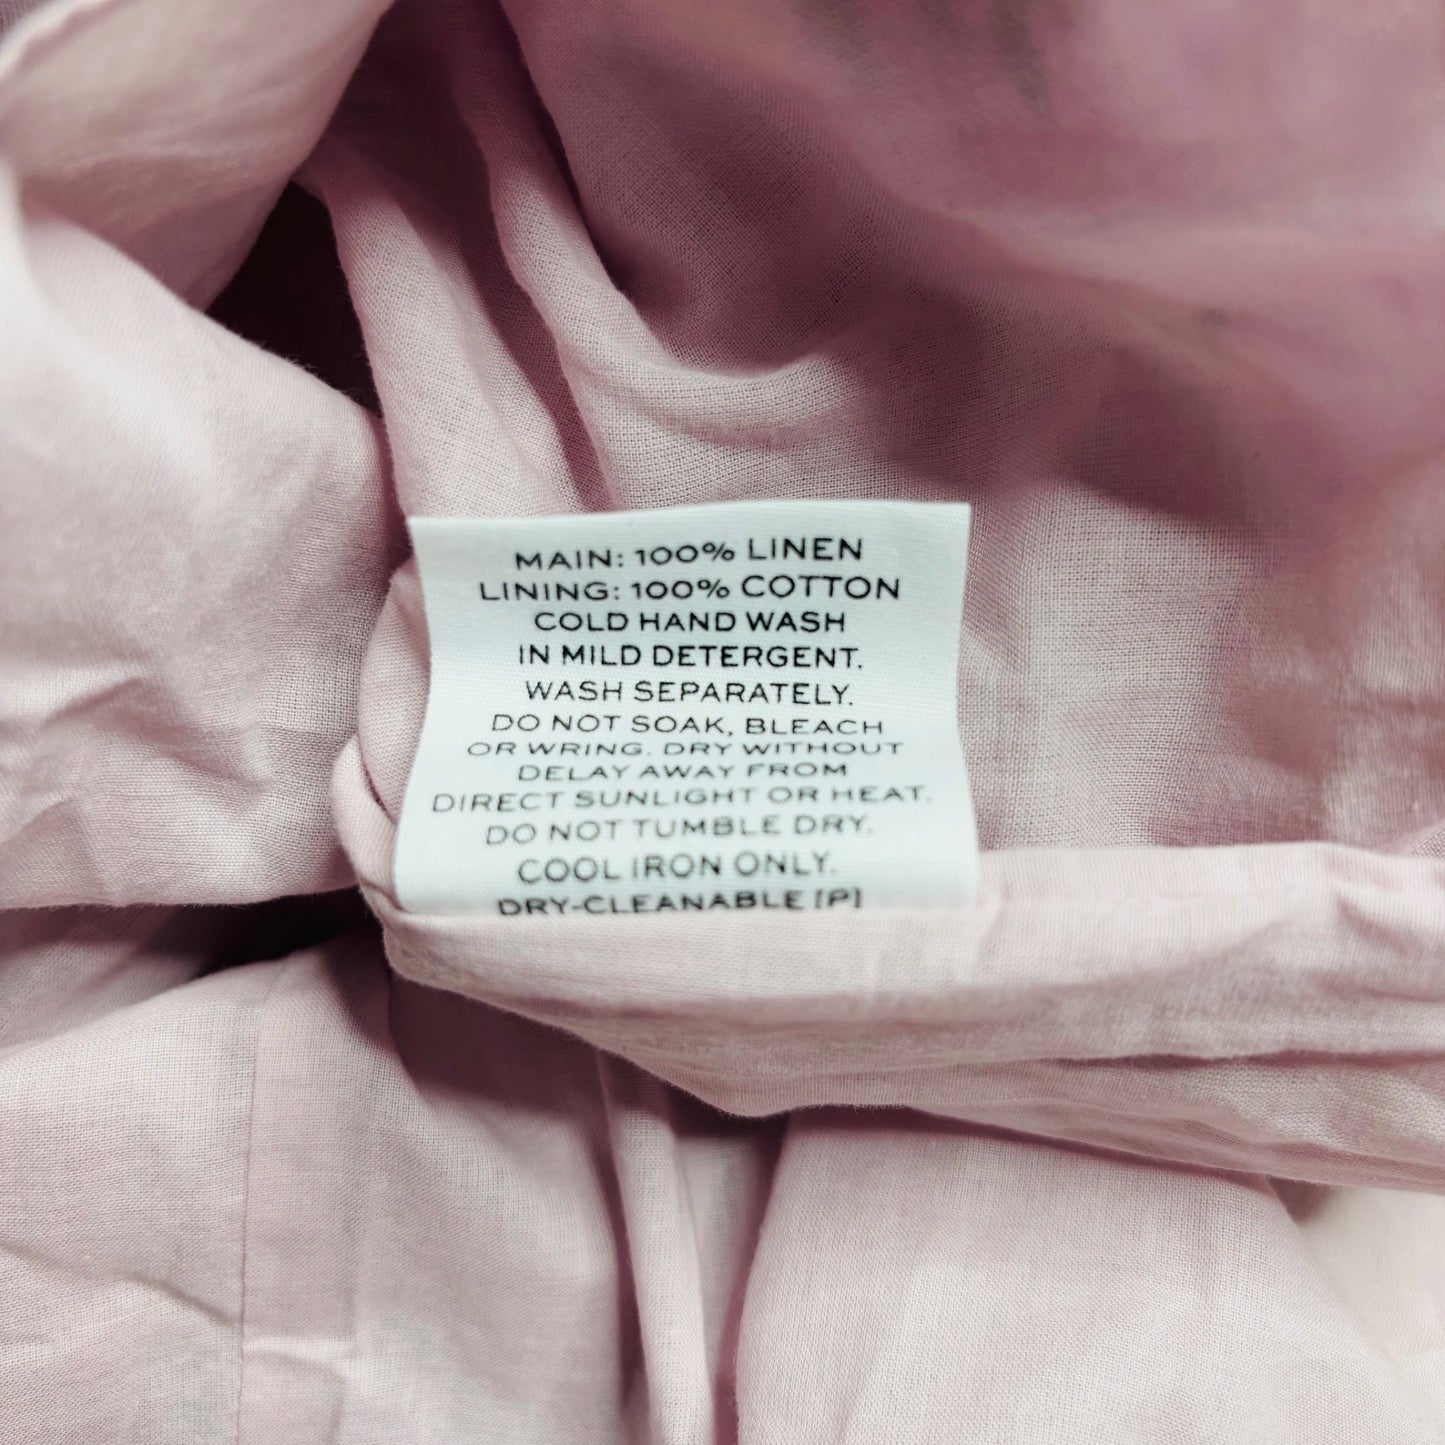 MAIN: 100% LINEN
LINING: 100% COTTON
COLD HAND WASH
IN MILD DETERGENT.
WASH SEPARATELY.
DO NOT SOAK, BLEACH
OR WRING. DRY WITHOUT
DELAY AWAY FROM
DIRECT SUNLIGHT OR HEAT.
DO NOT TUMBLE DRY.
COOL IRON ONLY.
DRY-CLEANABLE [P]